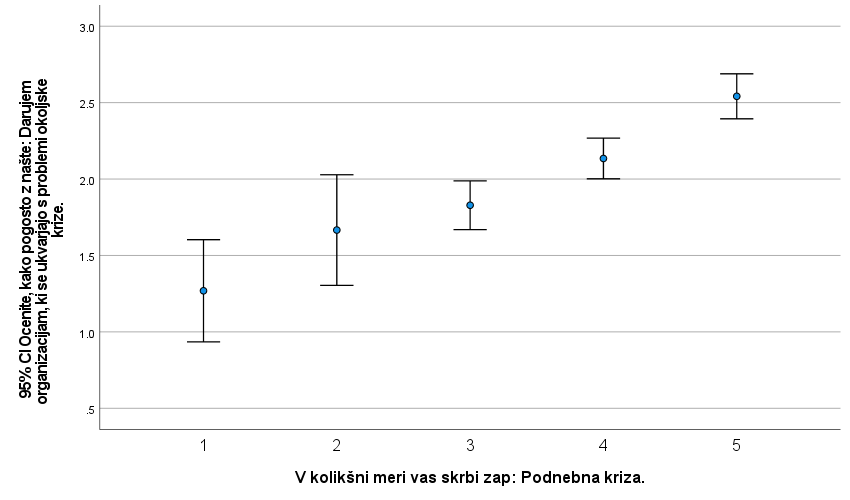 95% CI Ocenite, kako pogosto z našte: Darujem
organizacijam, ki se ukvarjajo s problemi okoljske
krize.
3.0
2.5
2.0
1.5
1.0
.5
1 2 3 4 5
V kolikšni meri vas skrbi zap: Podnebna kriza.